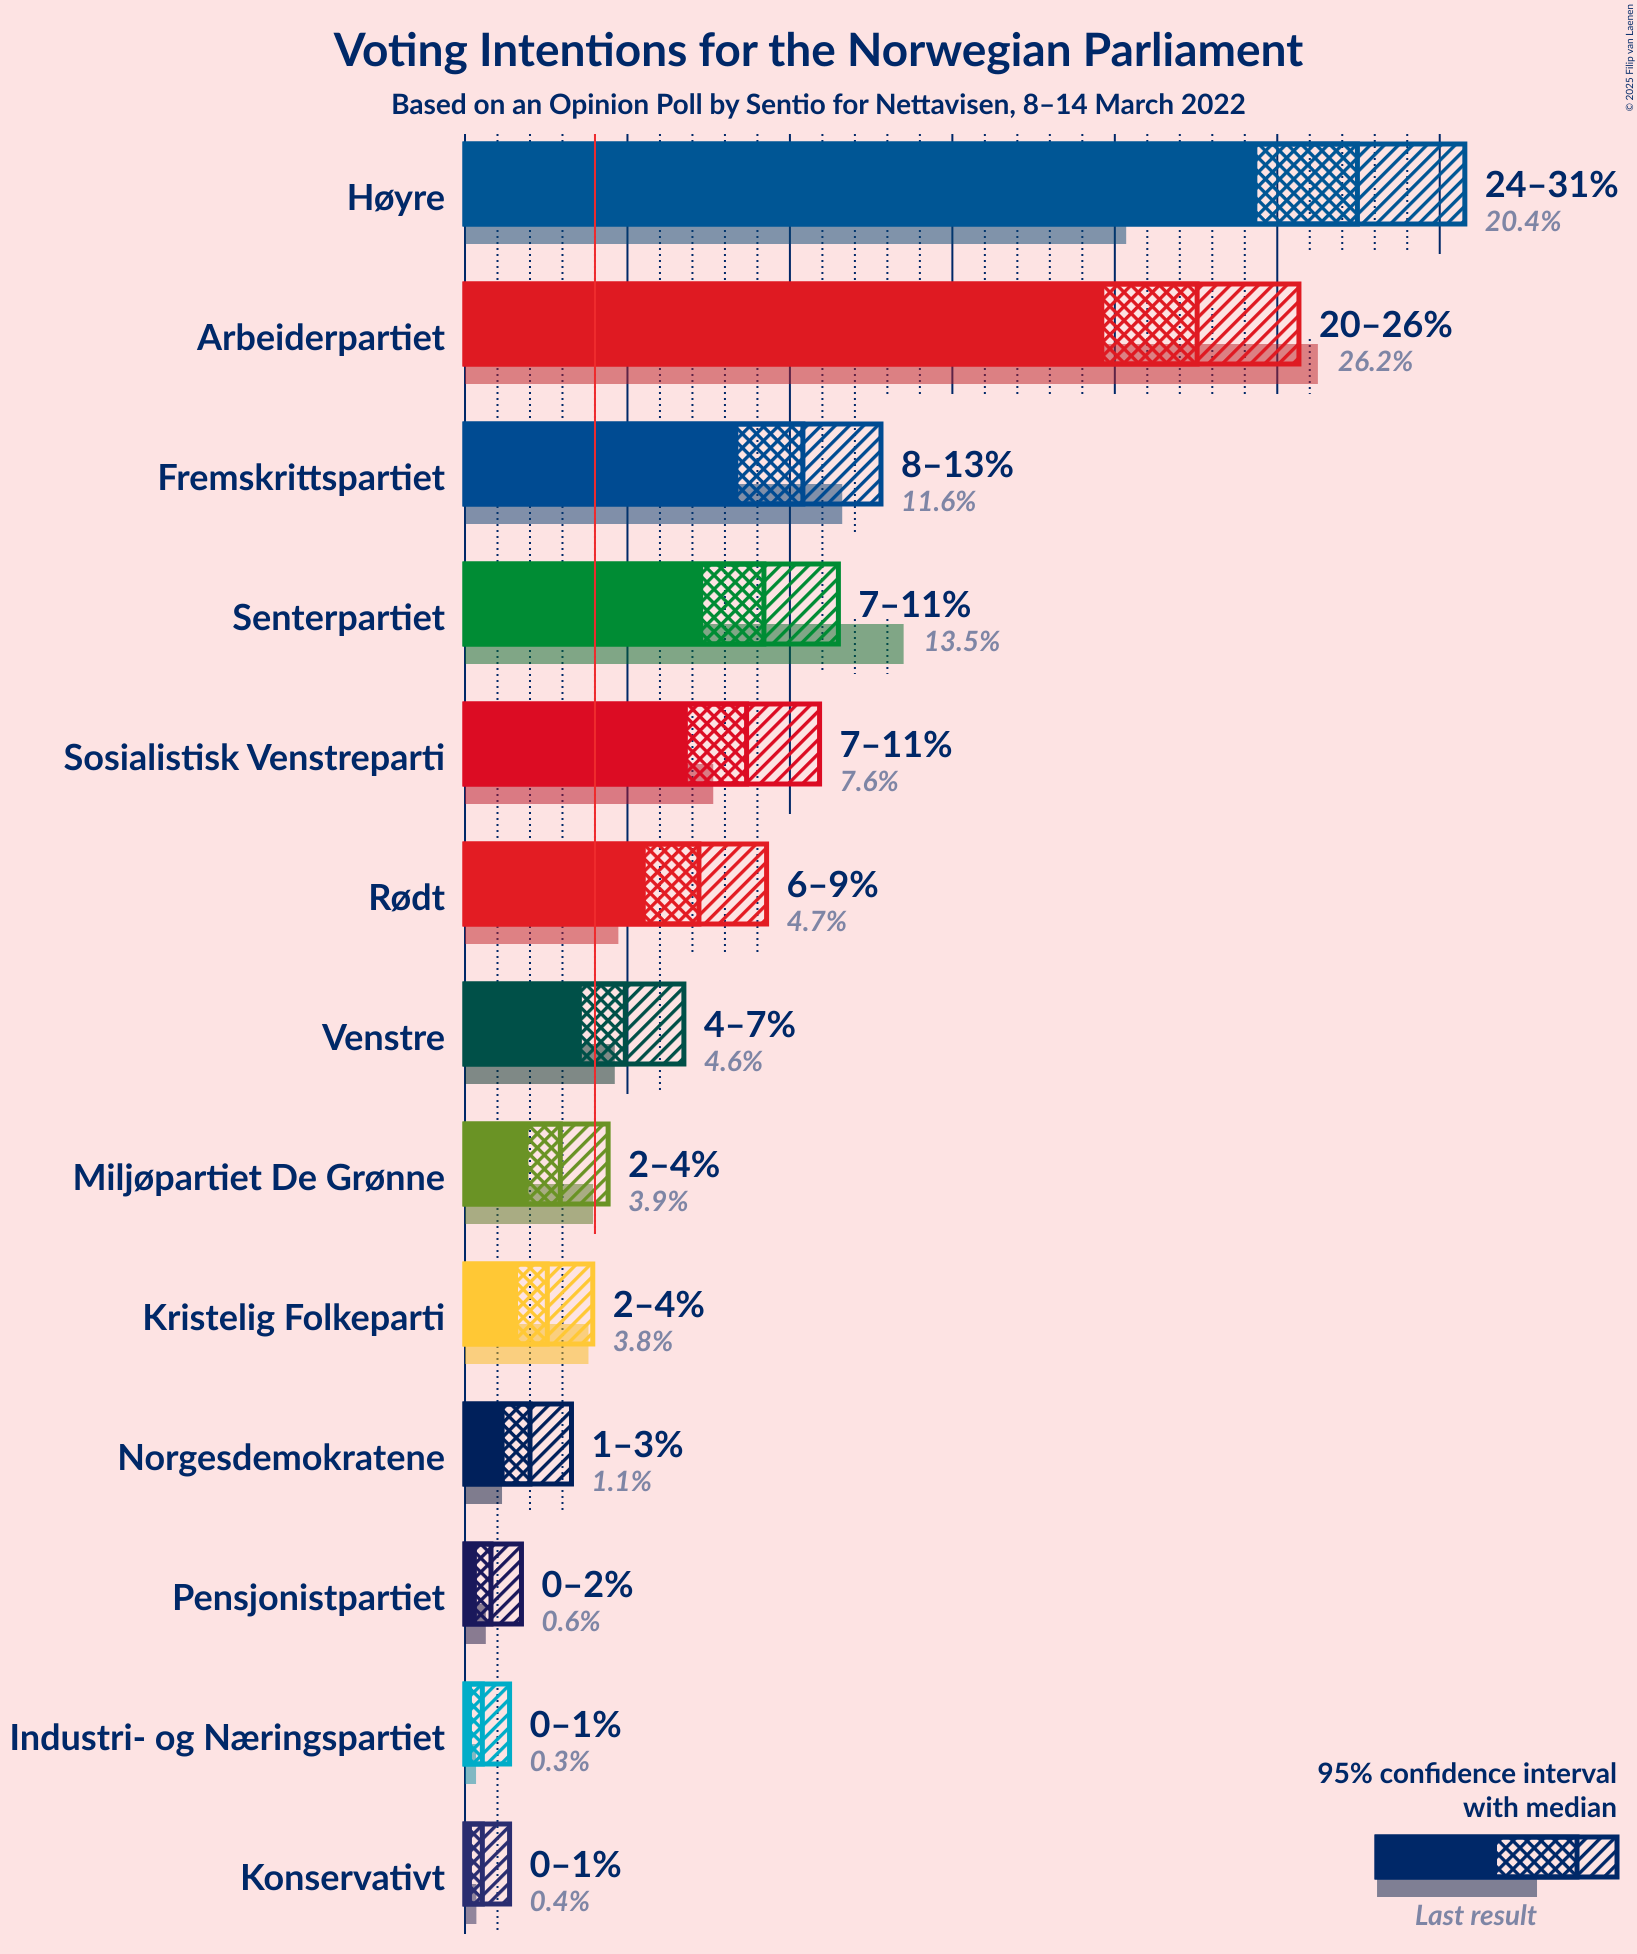 © 2025 Filip van Laenen
Voting Intentions for the Norwegian Parliament
Based on an Opinion Poll by Sentio for Nettavisen, 8–14 March 2022
Høyre
24–31%
20.4%
Arbeiderpartiet
20–26%
26.2%
Fremskrittspartiet
8–13%
11.6%
Senterpartiet
7–11%
13.5%
Sosialistisk Venstreparti
7–11%
7.6%
Rødt
6–9%
4.7%
Venstre
4–7%
4.6%
Miljøpartiet De Grønne
2–4%
3.9%
Kristelig Folkeparti
2–4%
3.8%
Norgesdemokratene
1–3%
1.1%
Pensjonistpartiet
0–2%
0.6%
Industri- og Næringspartiet
0–1%
0.3%
Konservativt
0–1%
0.4%
95% confidence interval
with median
Last result